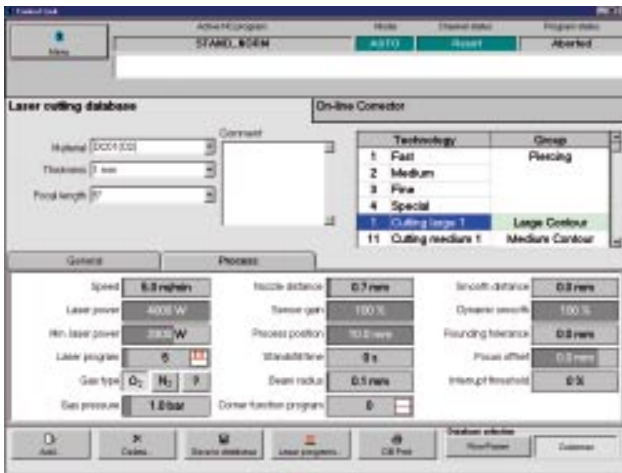 Control Unit
Menu
Active NC program
STAND_NORM
Mode
AUTO
Channel status
Reset
Program status
Aborted
Laser cutting database
On-line Corrector
Material
Thickness 1 mm
Focal length
Comment
Technology Group
1 Fast Piercing
2 Medium
3 Fine
4 Special
1 Cutting large 1 Large Contour
11 Cutting medium 1 Medium Contour
General
Process
Speed Nozzle distance 0.7 mm Smooth distance 0.0 mm
Laser power 4000 W Sensor gain 100 % Dynamic smooth 100 %
Min. laser power W Process position 10.0 mm Rounding tolerance 0.0 mm
Laser program Standstill time 0 s Focus offset 0.0 mm
Gas type O2 N2 ? Beam radius 0.1 mm Interrupt threshold 0 %
Gas pressure 1.0 bar Corner function program 0
Add...
Delete...
Save to database
Laser programs...
DB Print
Database selection
Customer